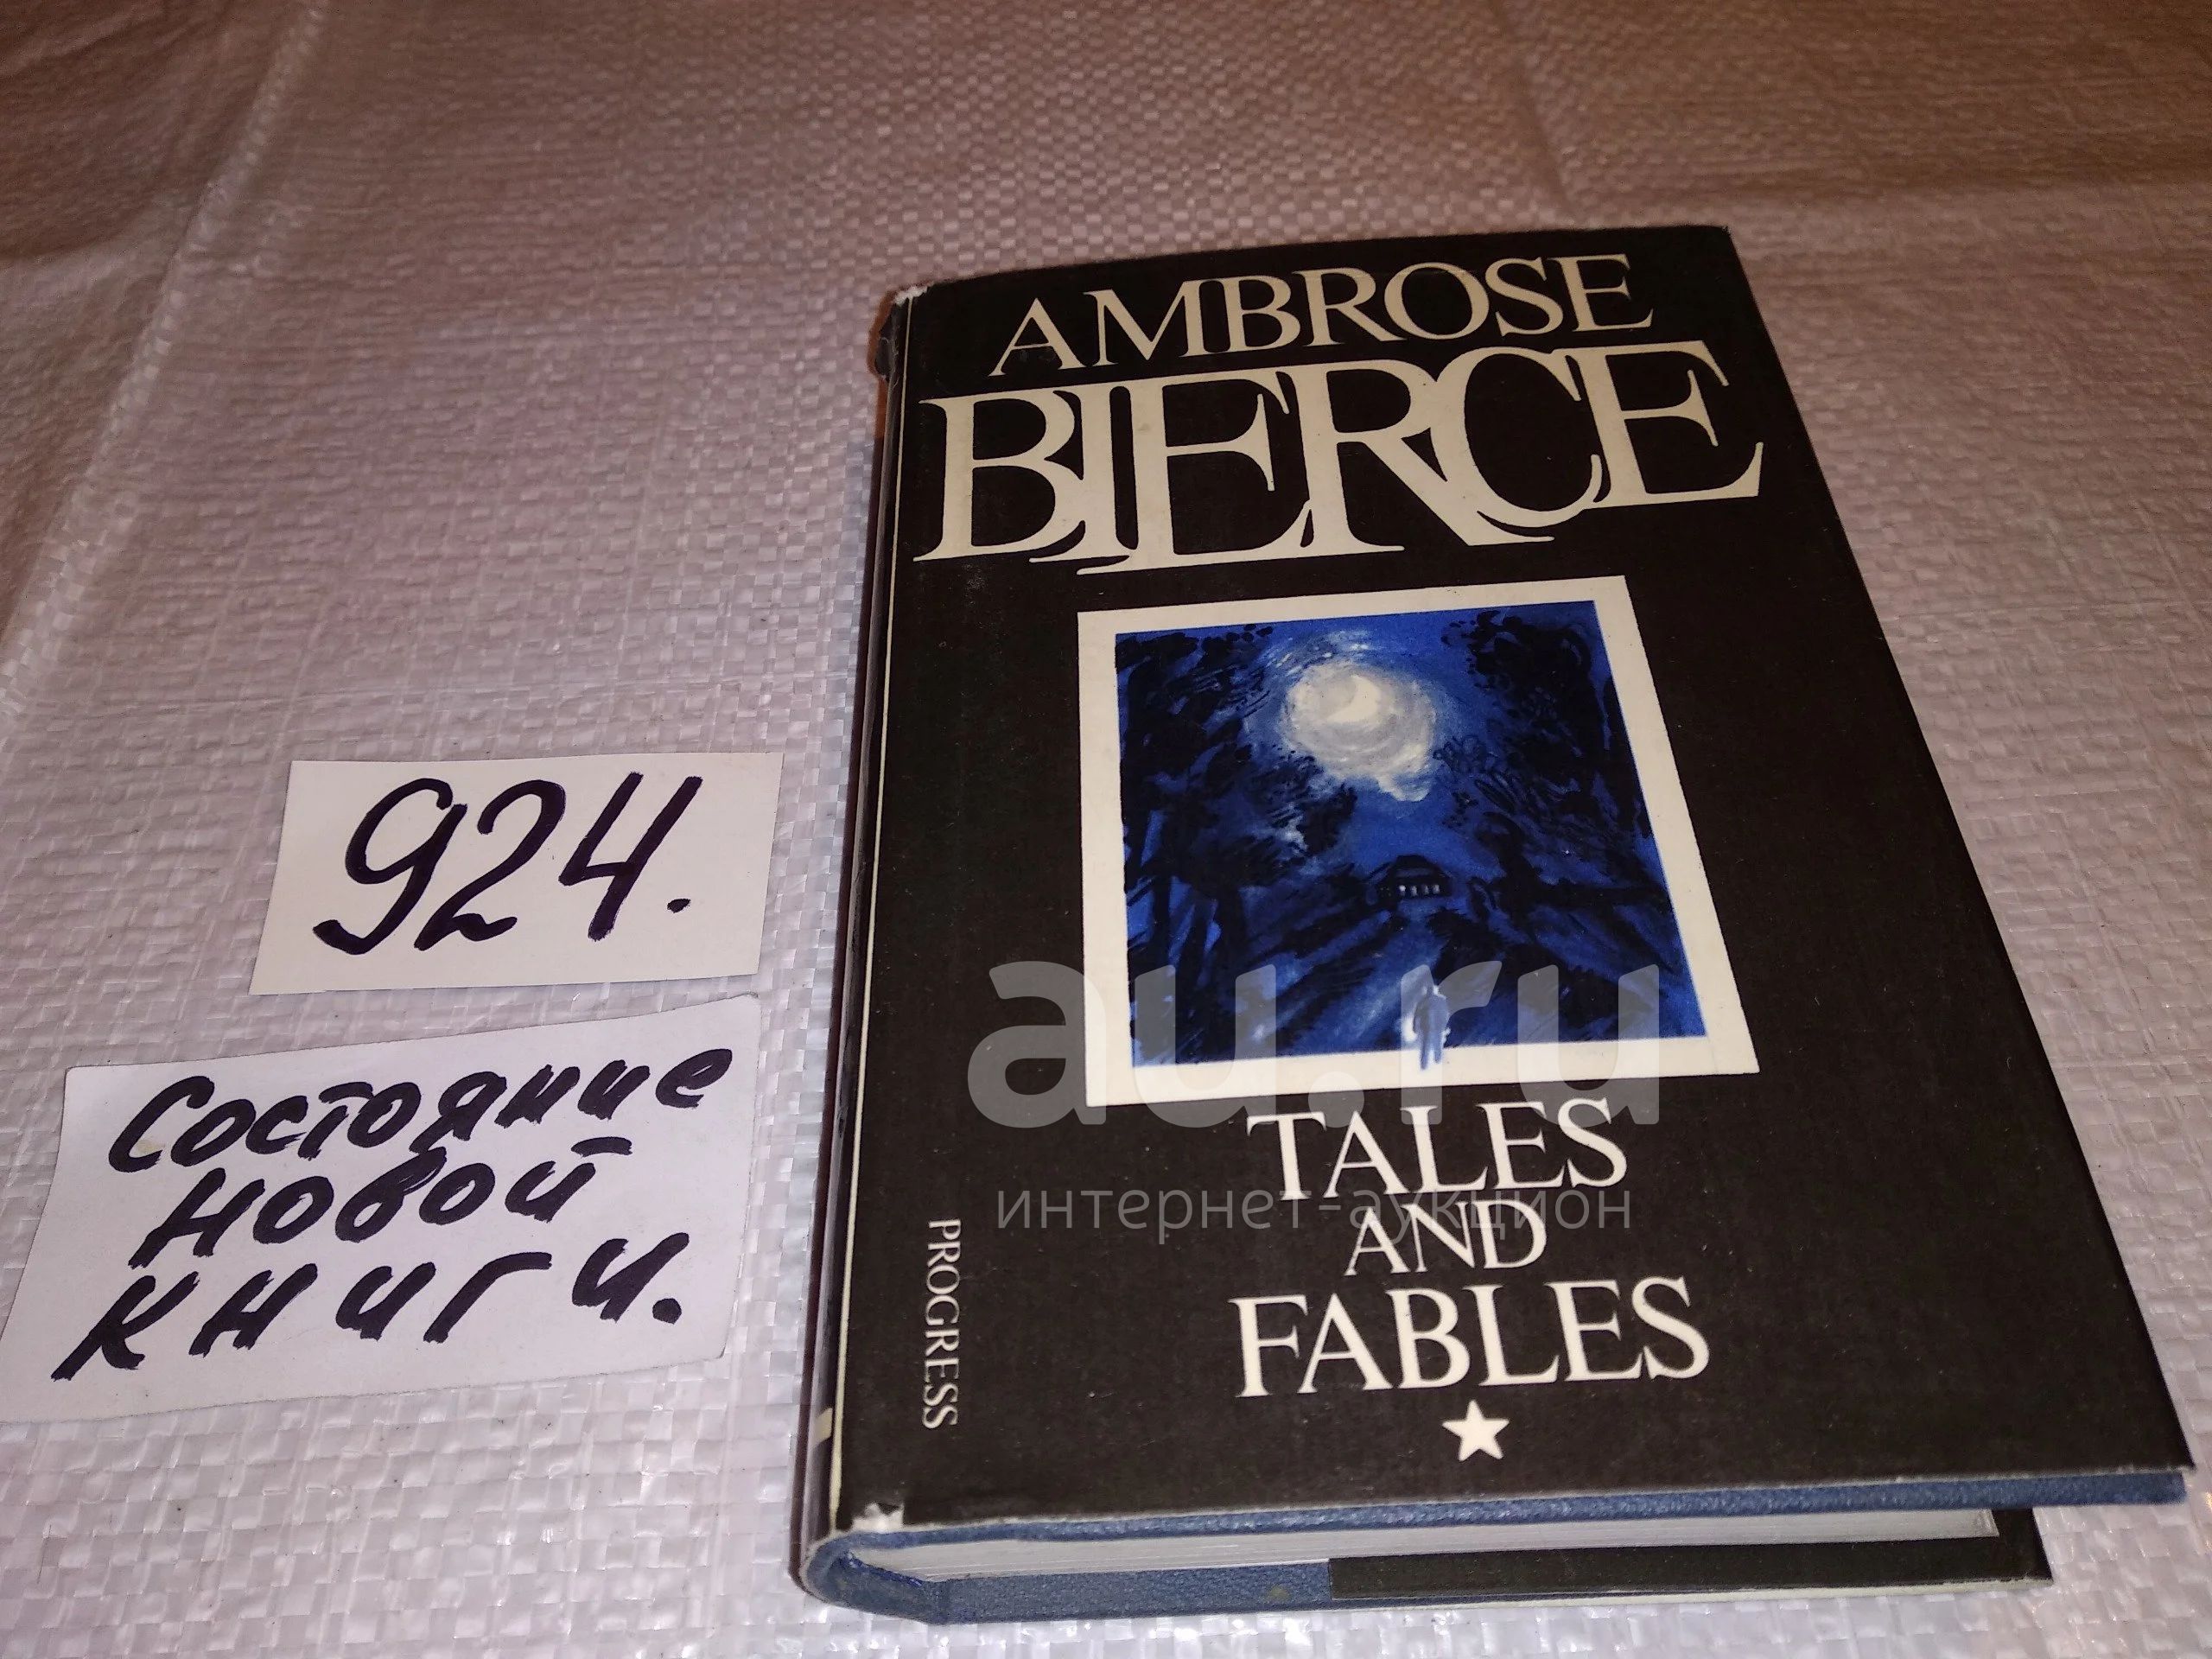 AMBROSE
BIERCE
924.
Состояние
новой
книги.
au.ru
интернет-аукцион
TALES
AND
FABLES
PROGRESS